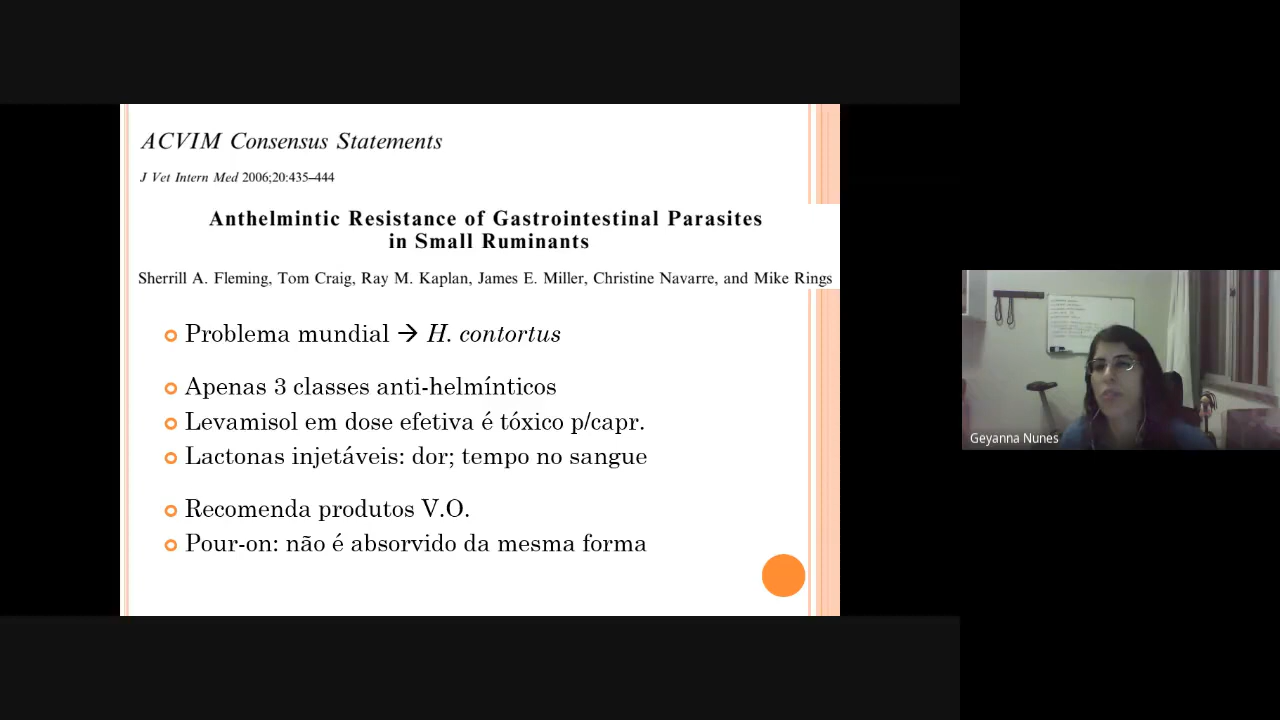 ACVIM Consensus Statements
J Vet Intern Med 2006;20:435–444
Anthelmintic Resistance of Gastrointestinal Parasites
in Small Ruminants
Sherrill A. Fleming, Tom Craig, Ray M. Kaplan, James E. Miller, Christine Navarre, and Mike Rings
Problema mundial → H. contortus
Apenas 3 classes anti-helmínticos
Levamisol em dose efetiva é tóxico p/capr.
Lactonas injetáveis: dor; tempo no sangue
Recomenda produtos V.O.
Pour-on: não é absorvido da mesma forma
Geyanna Nunes